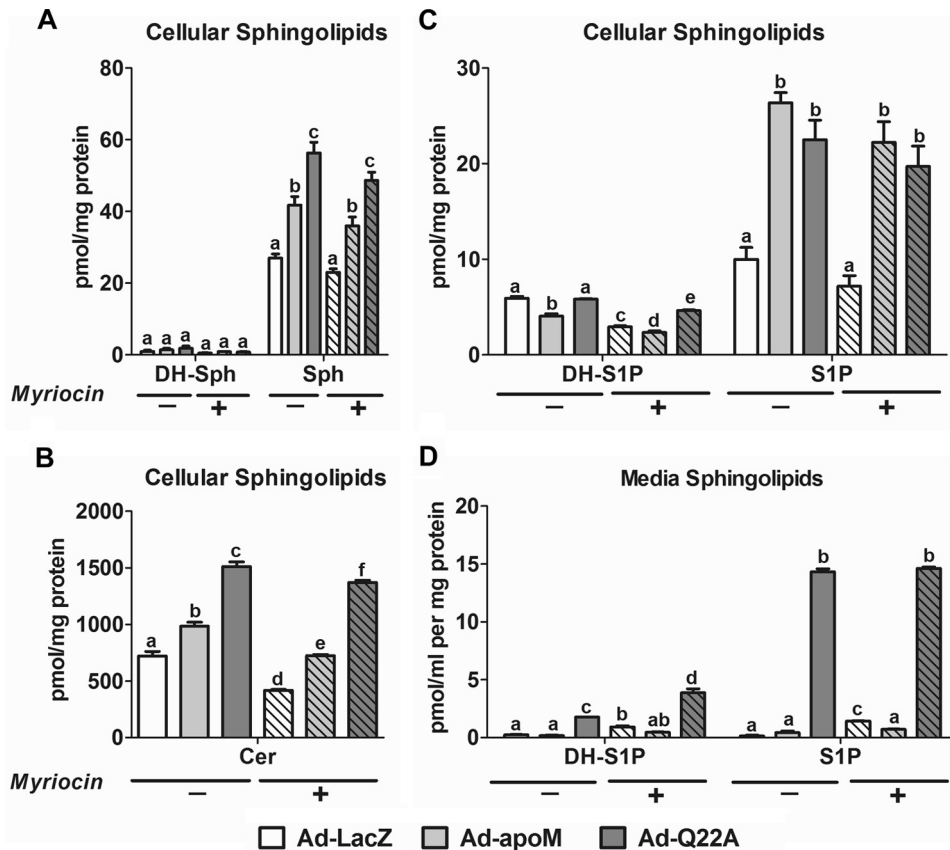 A
Cellular Sphingolipids
pmol/mg protein
80
60
40
20
0
a a a a a a
a b c a b c
DH-Sph Sph
Myriocin − + − +
C
Cellular Sphingolipids
pmol/mg protein
30
20
10
0
a b a c d e
a b b a b b
DH-S1P S1P
− + − +
B
Cellular Sphingolipids
pmol/mg protein
2000
1500
1000
500
0
a b c d e f
Cer
Myriocin − +
D
Media Sphingolipids
pmol/ml per mg protein
20
15
10
5
0
a a c b ab d
a a b c a b
DH-S1P S1P
− + − +
Ad-LacZ Ad-apoM Ad-Q22A